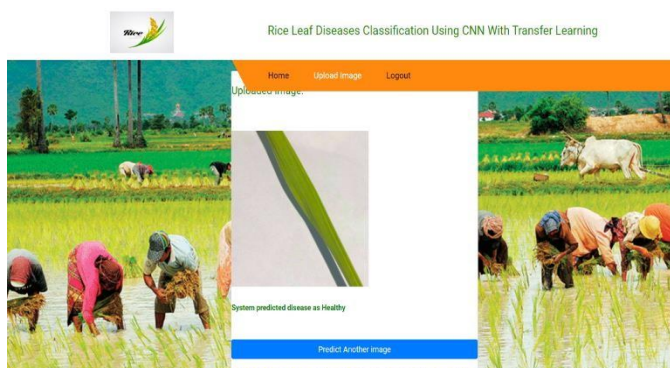 Rice
Rice Leaf Diseases Classification Using CNN With Transfer Learning
Home Upload Image Logout
Uploaded Image:
System predicted disease as Healthy
Predict Another image